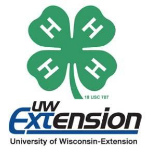 H H
H H
18 USC 707
UW
Extension
University of Wisconsin-Extension